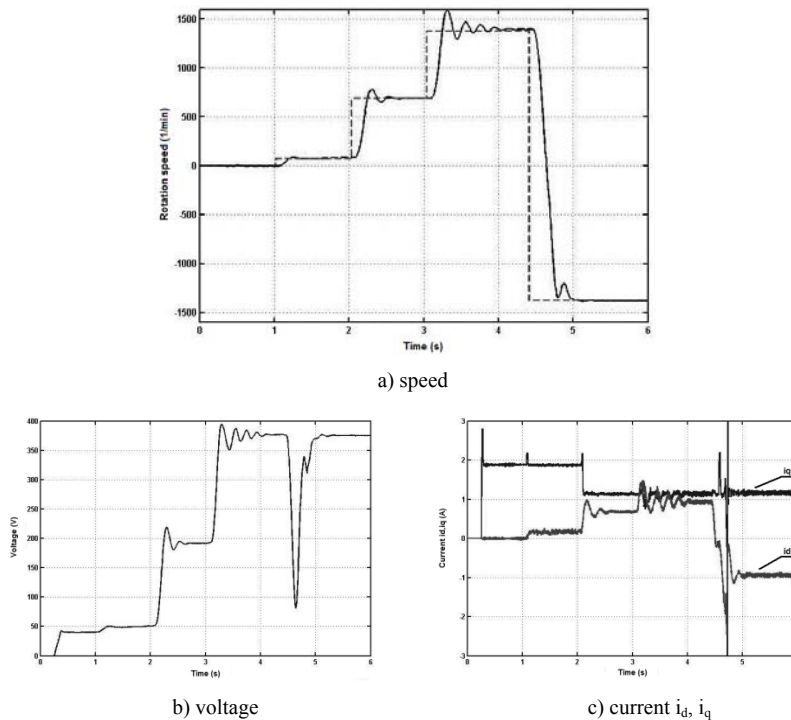 1500
1000
500
0
-500
-1000
-1500
Rotation speed (1/min)
0 1 2 3 4 5 6
Time (s)
a) speed
400
350
300
250
200
150
100
50
0
Voltage (V)
0 1 2 3 4 5 6
Time (s)
b) voltage
3
2
1
0
-1
-2
-3
Current id,iq (A)
iq
id
0 1 2 3 4 5 6
Time (s)
c) current id, iq